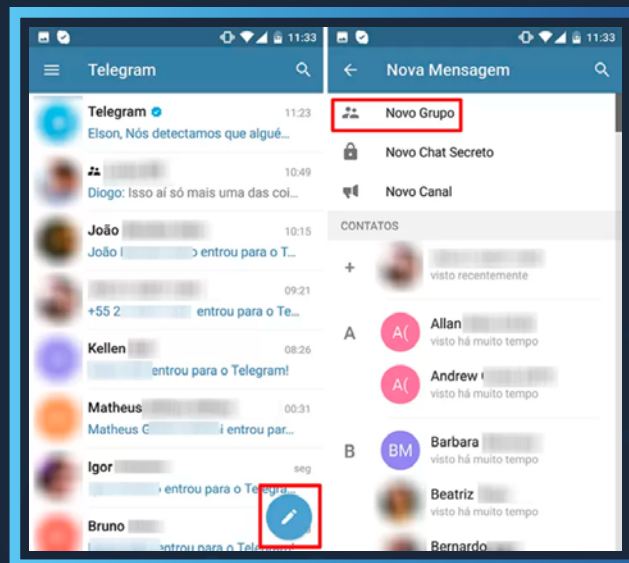 11:33
Telegram
Telegram 11:23
Elson, Nós detectamos que algué...
10:49
Diogo: Isso aí só mais uma das coi...
João 10:15
João entrou para o T...
09:21
+55 2 entrou para o Te...
Kellen 08:26
entrou para o Telegram!
Matheus 00:31
Matheus G i entrou par...
Igor seg
entrou para o Telegra...
Bruno
entrou para o Telegram!
11:33
Nova Mensagem
Novo Grupo
Novo Chat Secreto
Novo Canal
CONTATOS
+
visto recentemente
A A( Allan
visto há muito tempo
A( Andrew
visto há muito tempo
B BM Barbara
visto há muito tempo
Beatriz
visto há muito tempo
Bernardo